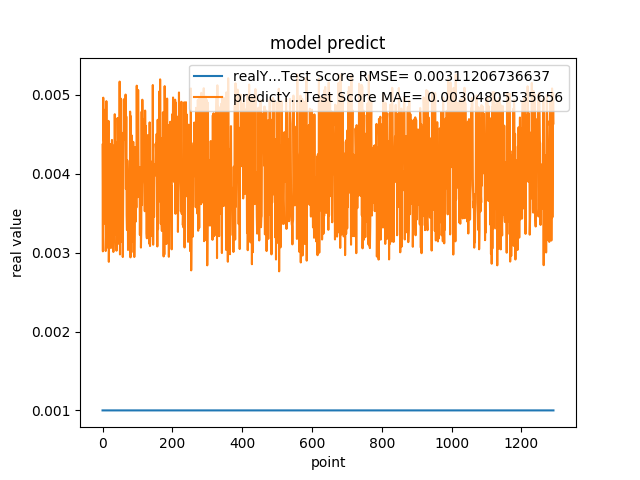 model predict
realY...Test Score RMSE= 0.00311206736637
predictY...Test Score MAE= 0.00304805535656
0.005
0.004
0.003
0.002
0.001
real value
0 200 400 600 800 1000 1200
point